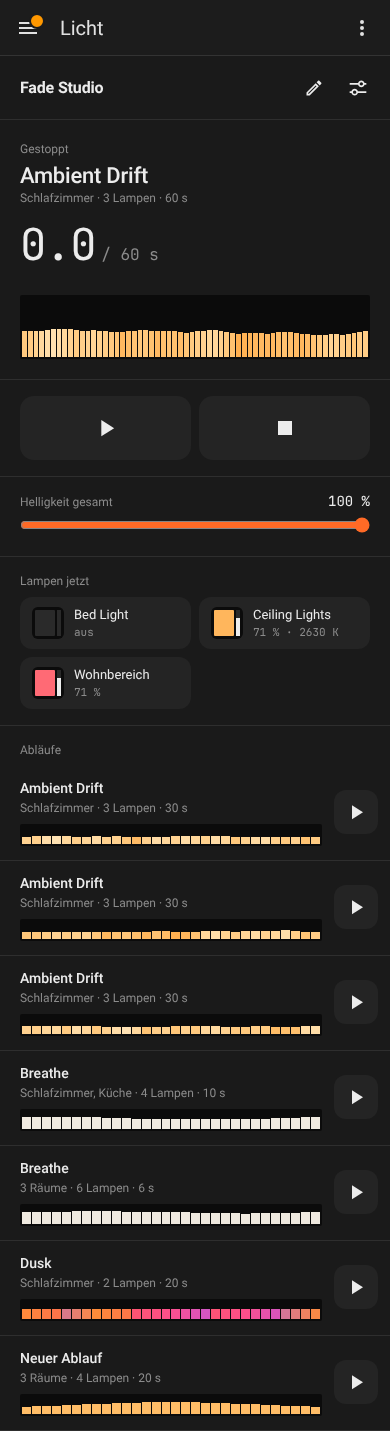 Licht
Fade Studio
Gestoppt
Ambient Drift
Schlafzimmer · 3 Lampen · 60 s
0.0 / 60 s
Helligkeit gesamt 100 %
Lampen jetzt
Bed Light
aus
Ceiling Lights
71 % · 2630 K
Wohnbereich
71 %
Abläufe
Ambient Drift
Schlafzimmer · 3 Lampen · 30 s
Ambient Drift
Schlafzimmer · 3 Lampen · 30 s
Ambient Drift
Schlafzimmer · 3 Lampen · 30 s
Breathe
Schlafzimmer, Küche · 4 Lampen · 10 s
Breathe
3 Räume · 6 Lampen · 6 s
Dusk
Schlafzimmer · 2 Lampen · 20 s
Neuer Ablauf
3 Räume · 4 Lampen · 20 s